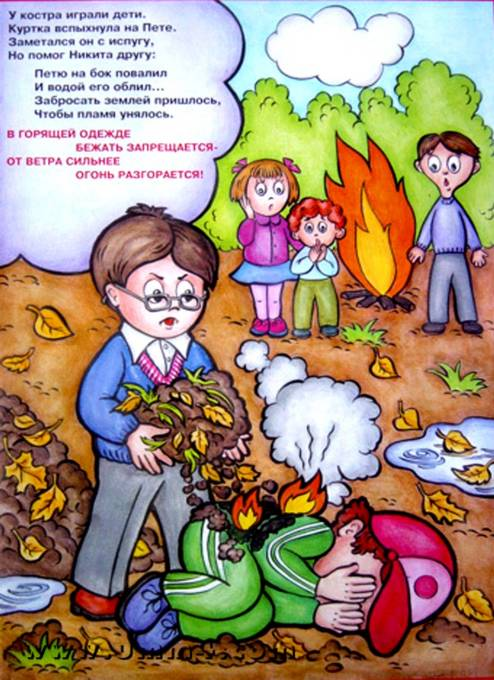 У костра играли дети.
Куртка вспыхнула на Пете.
Заметался он с испугу,
Но помог Никита другу:
Петю на бок повалил
И водой его облил...
Забросать землей пришлось,
Чтобы пламя унялось.
В ГОРЯЩЕЙ ОДЕЖДЕ
БЕЖАТЬ ЗАПРЕЩАЕТСЯ-
ОТ ВЕТРА СИЛЬНЕЕ
ОГОНЬ РАЗГОРАЕТСЯ!